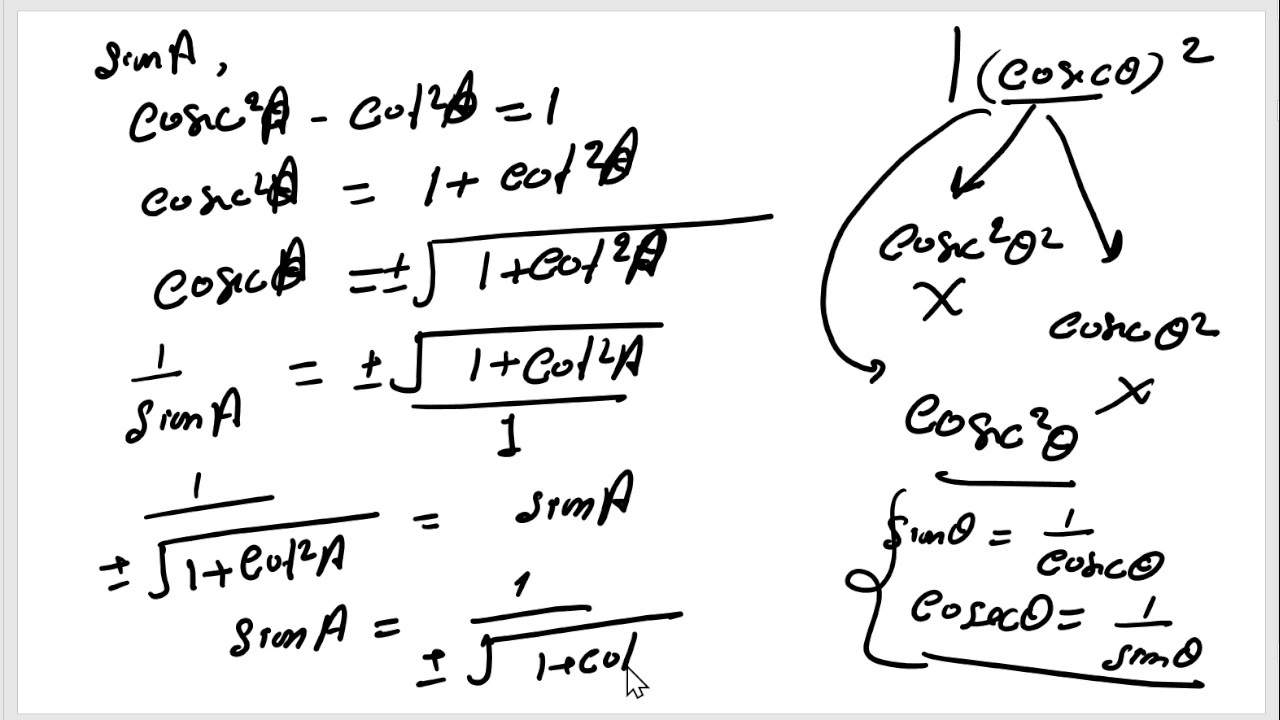 sinA,
cosec²A - cot²A = 1
cosec²A = 1 + cot²A
cosecA = ±√(1+cot²A)
1/sinA = ±√(1+cot²A)/1
1/±√(1+cot²A) = sinA
sinA = 1/±√(1+cot
|(cosecθ)²
cosec²θ²
×
cosecθ²
×
cosec²θ
sinθ = 1/cosecθ
cosecθ = 1/sinθ